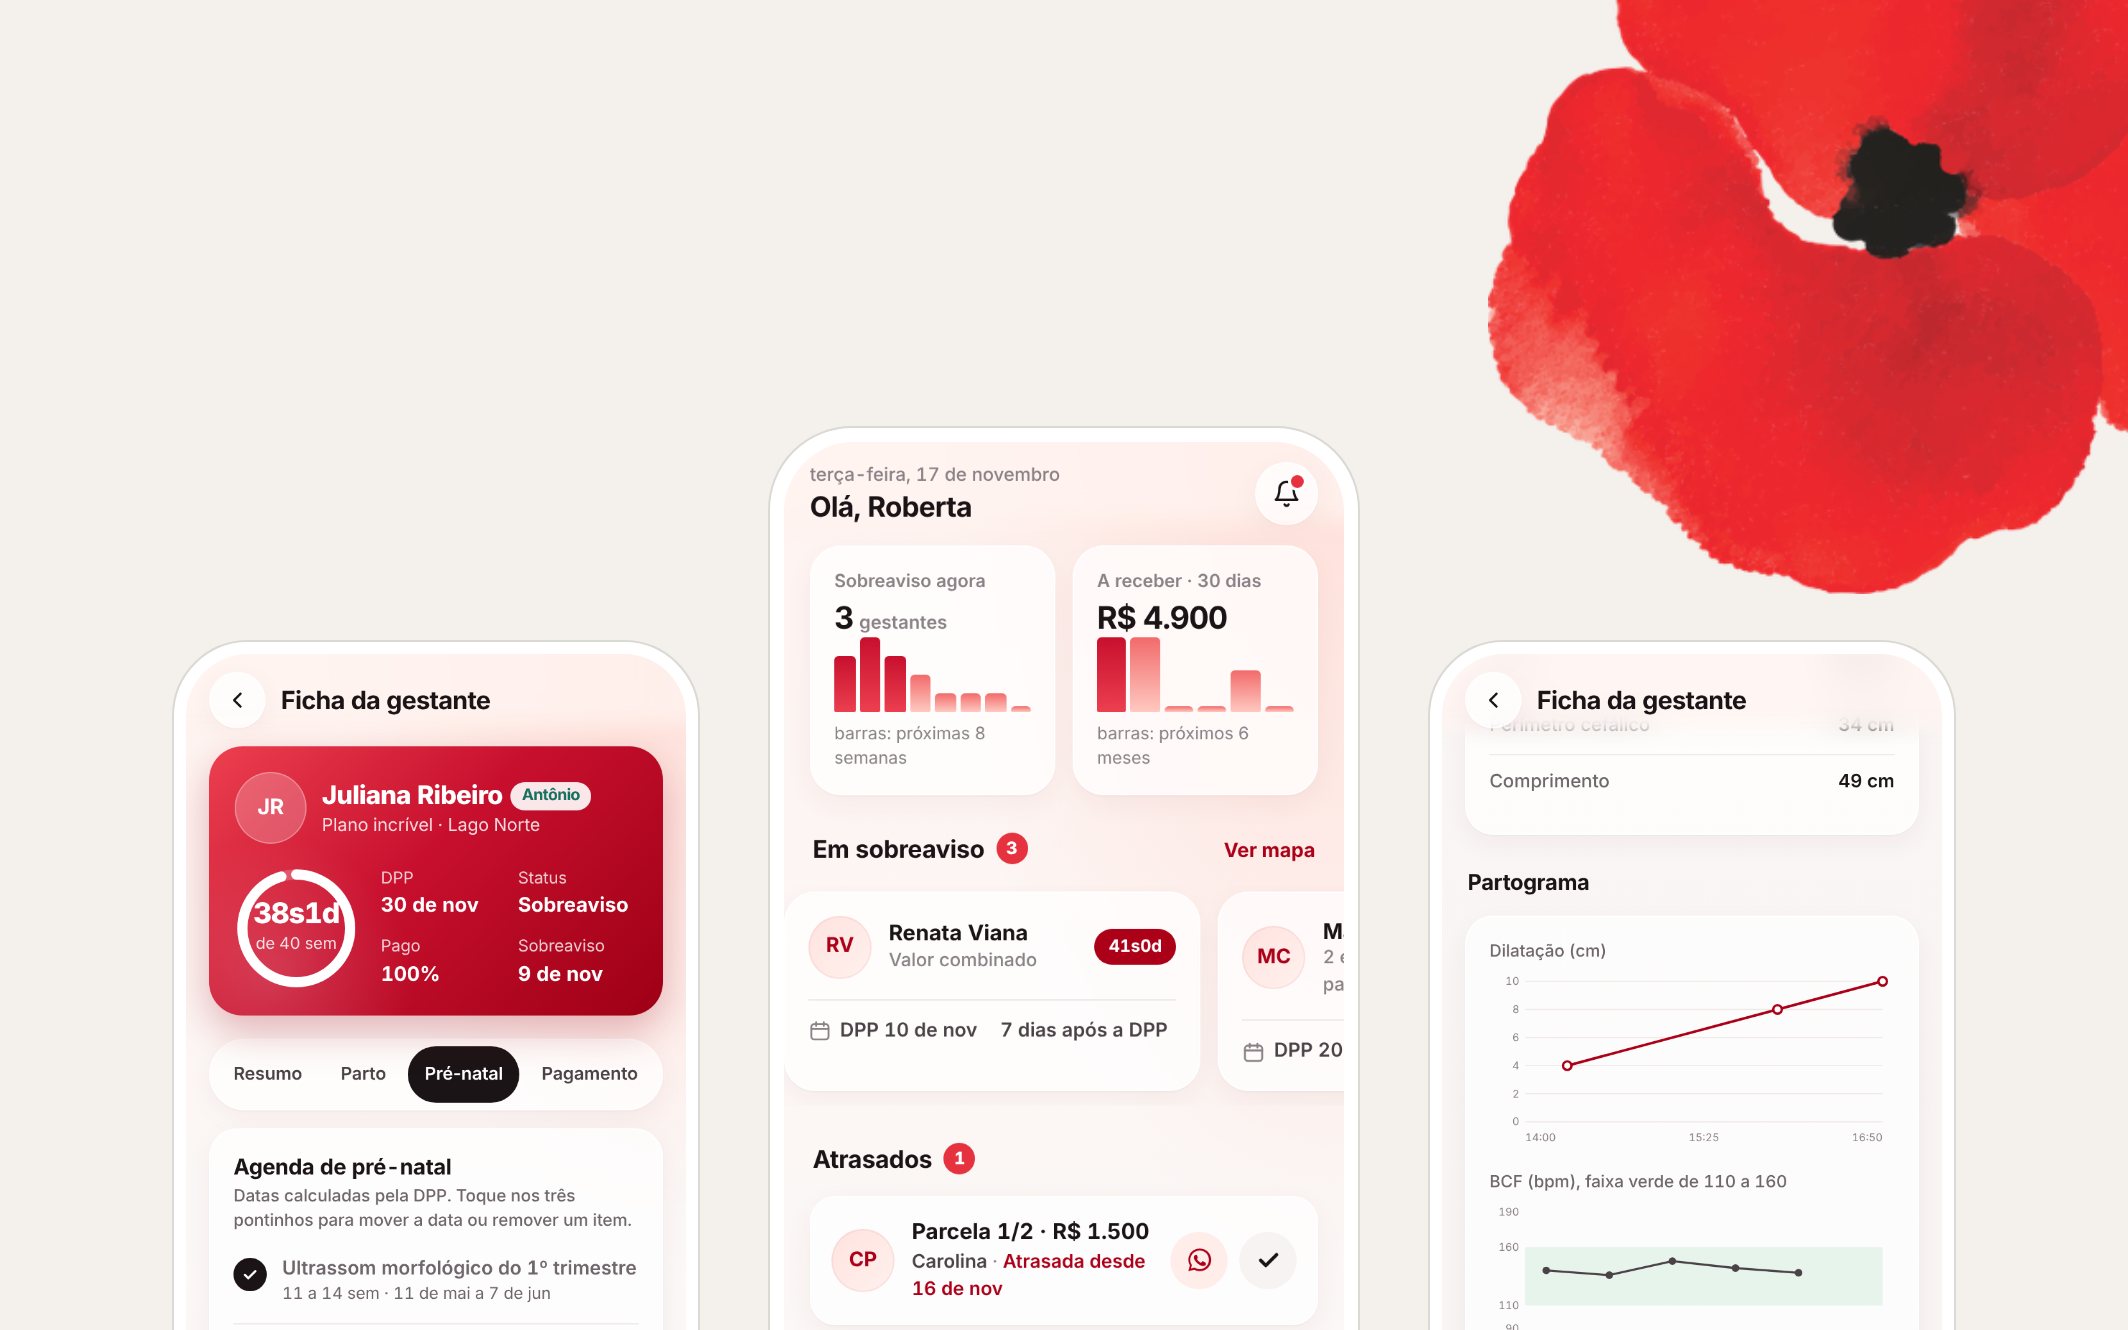 Ficha da gestante
JR
Juliana Ribeiro
Antônio
Plano incrível · Lago Norte
38s1d
de 40 sem
DPP
30 de nov
Status
Sobreaviso
Pago
100%
Sobreaviso
9 de nov
Resumo
Parto
Pré-natal
Pagamento
Agenda de pré-natal
Datas calculadas pela DPP. Toque nos três
pontinhos para mover a data ou remover um item.
Ultrassom morfológico do 1º trimestre
11 a 14 sem · 11 de mai a 7 de jun
terça-feira, 17 de novembro
Olá, Roberta
Sobreaviso agora
3 gestantes
barras: próximas 8
semanas
A receber · 30 dias
R$ 4.900
barras: próximos 6
meses
Em sobreaviso
3
Ver mapa
RV
Renata Viana
Valor combinado
41s0d
DPP 10 de nov
7 dias após a DPP
MC
2
pa
DPP 20
Atrasados
1
CP
Parcela 1/2 · R$ 1.500
Carolina · Atrasada desde
16 de nov
Ficha da gestante
Perímetro cefálico
34 cm
Comprimento
49 cm
Partograma
Dilatação (cm)
10
8
6
4
2
0
14:00
15:25
16:50
BCF (bpm), faixa verde de 110 a 160
190
160
110
90